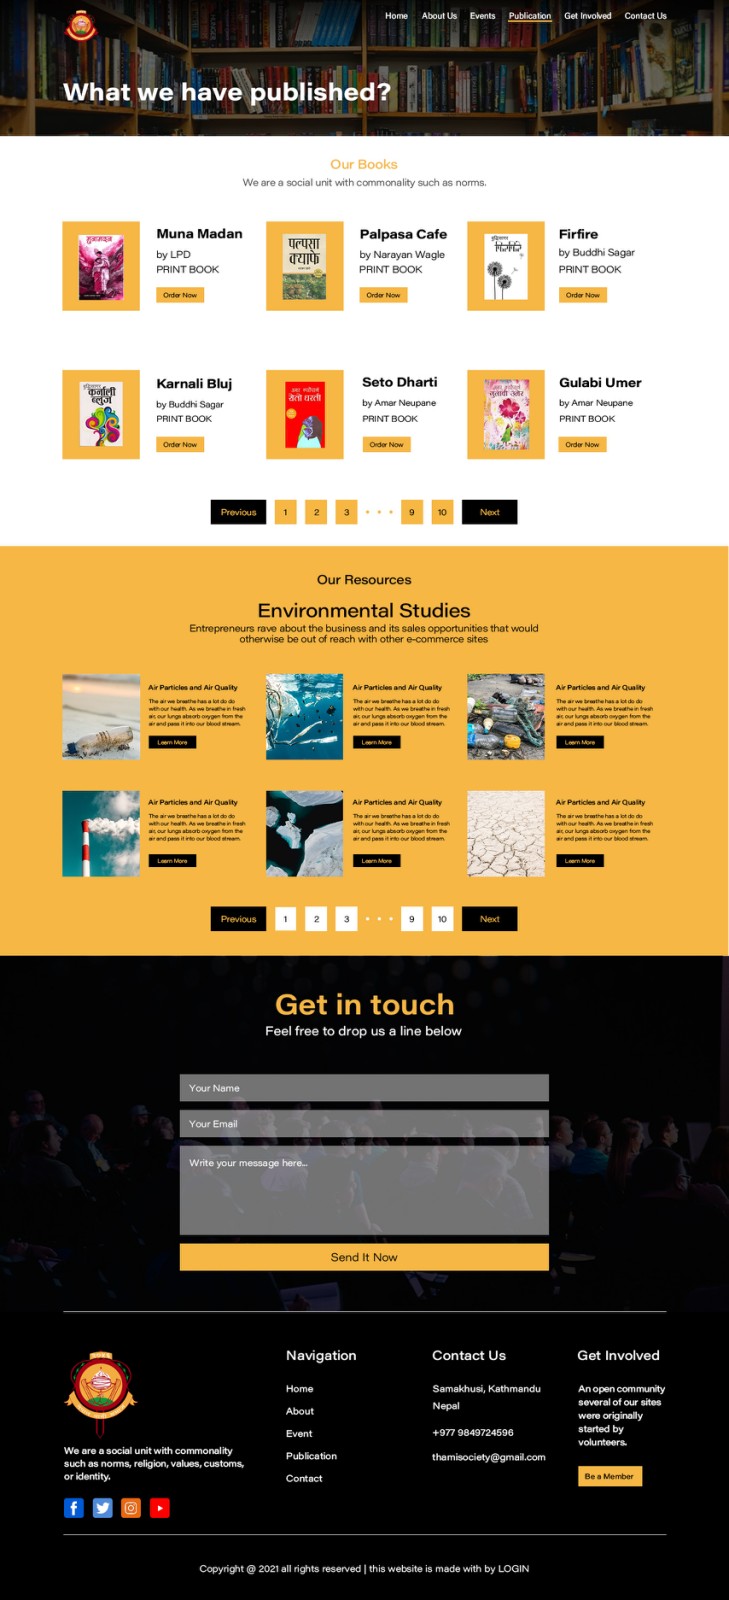 Home About Us Events Publication Get Involved Contact Us
What we have published?
Our Books
We are a social unit with commonality such as norms.
मुनामदन
Muna Madan
by LPD
PRINT BOOK
Order Now
पल्पसा
क्याफे
Palpasa Cafe
by Narayan Wagle
PRINT BOOK
Order Now
फिरफिरे
Firfire
by Buddhi Sagar
PRINT BOOK
Order Now
कर्नाली
ब्लुज
Karnali Bluj
by Buddhi Sagar
PRINT BOOK
Order Now
सेतो धरती
Seto Dharti
by Amar Neupane
PRINT BOOK
Order Now
गुलाबी उमेर
Gulabi Umer
by Amar Neupane
PRINT BOOK
Order Now
Previous 1 2 3 • • • 9 10 Next
Our Resources
Environmental Studies
Entrepreneurs rave about the business and its sales opportunities that would
otherwise be out of reach with other e-commerce sites
Air Particles and Air Quality
The air we breathe has a lot do do
with our health. As we breathe in fresh
air, our lungs absorb oxygen from the
air and pass it into our blood stream.
Learn More
Air Particles and Air Quality
The air we breathe has a lot do do
with our health. As we breathe in fresh
air, our lungs absorb oxygen from the
air and pass it into our blood stream.
Learn More
Air Particles and Air Quality
The air we breathe has a lot do do
with our health. As we breathe in fresh
air, our lungs absorb oxygen from the
air and pass it into our blood stream.
Learn More
Air Particles and Air Quality
The air we breathe has a lot do do
with our health. As we breathe in fresh
air, our lungs absorb oxygen from the
air and pass it into our blood stream.
Learn More
Air Particles and Air Quality
The air we breathe has a lot do do
with our health. As we breathe in fresh
air, our lungs absorb oxygen from the
air and pass it into our blood stream.
Learn More
Air Particles and Air Quality
The air we breathe has a lot do do
with our health. As we breathe in fresh
air, our lungs absorb oxygen from the
air and pass it into our blood stream.
Learn More
Previous 1 2 3 • • • 9 10 Next
Get in touch
Feel free to drop us a line below
Your Name
Your Email
Write your message here...
Send It Now
We are a social unit with commonality
such as norms, religion, values, customs,
or identity.
Navigation
Home
About
Event
Publication
Contact
Contact Us
Samakhusi, Kathmandu
Nepal
+977 9849724596
thamisociety@gmail.com
Get Involved
An open community
several of our sites
were originally
started by
volunteers.
Be a Member
Copyright @ 2021 all rights reserved | this website is made with by LOGIN